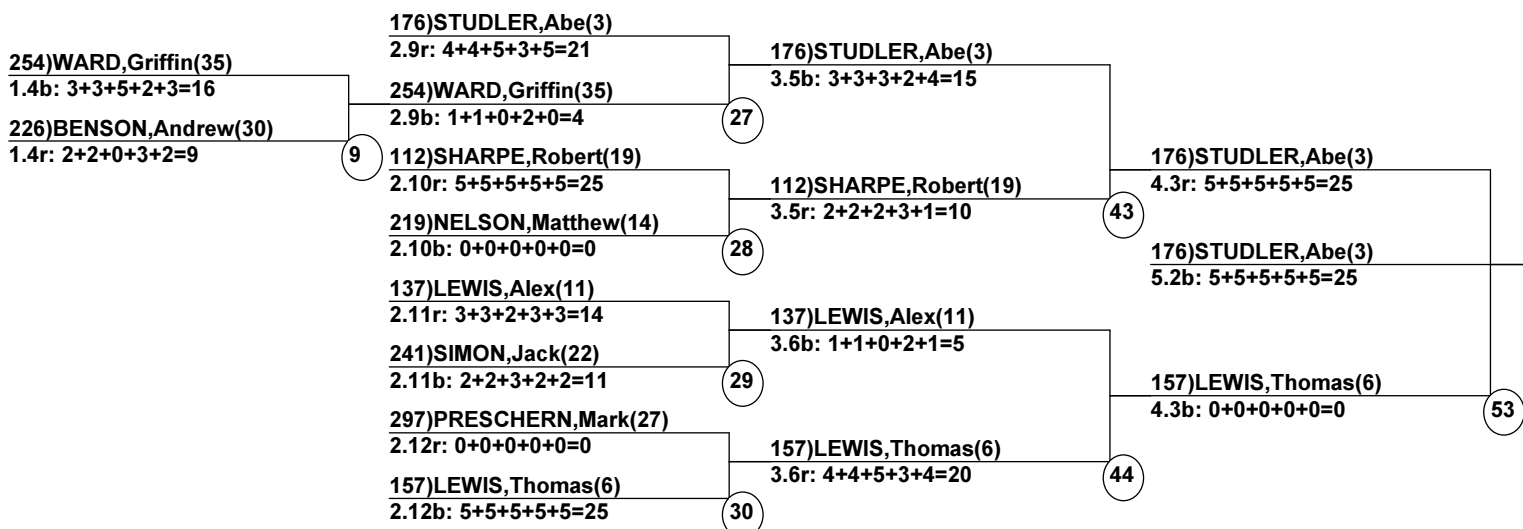 254)WARD,Griffin(35)
1.4b: 3+3+5+2+3=16
226)BENSON,Andrew(30)
1.4r: 2+2+0+3+2=9
9
176)STUDLER,Abe(3)
2.9r: 4+4+5+3+5=21
254)WARD,Griffin(35)
2.9b: 1+1+0+2+0=4
27
112)SHARPE,Robert(19)
2.10r: 5+5+5+5+5=25
219)NELSON,Matthew(14)
2.10b: 0+0+0+0+0=0
28
137)LEWIS,Alex(11)
2.11r: 3+3+2+3+3=14
241)SIMON,Jack(22)
2.11b: 2+2+3+2+2=11
29
297)PRESCHERN,Mark(27)
2.12r: 0+0+0+0+0=0
157)LEWIS,Thomas(6)
2.12b: 5+5+5+5+5=25
30
176)STUDLER,Abe(3)
3.5b: 3+3+3+2+4=15
112)SHARPE,Robert(19)
3.5r: 2+2+2+3+1=10
43
137)LEWIS,Alex(11)
3.6b: 1+1+0+2+1=5
157)LEWIS,Thomas(6)
3.6r: 4+4+5+3+4=20
44
176)STUDLER,Abe(3)
4.3r: 5+5+5+5+5=25
176)STUDLER,Abe(3)
5.2b: 5+5+5+5+5=25
157)LEWIS,Thomas(6)
4.3b: 0+0+0+0+0=0
53